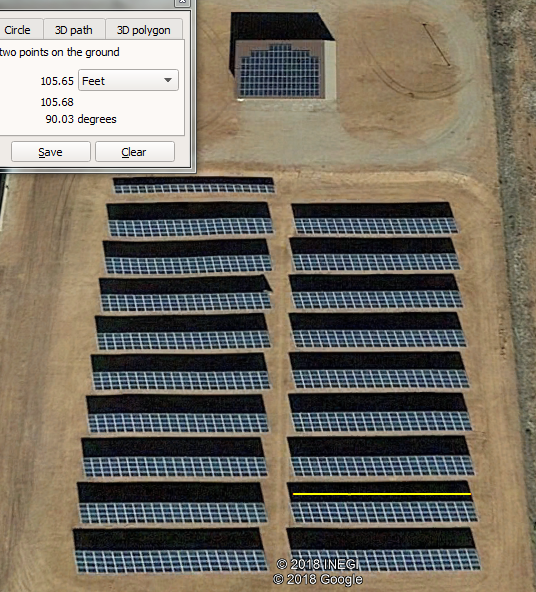 Circle 3D path 3D polygon
two points on the ground
105.65 Feet
105.68
90.03 degrees
Save Clear
© 2018 INEGI
© 2018 Google